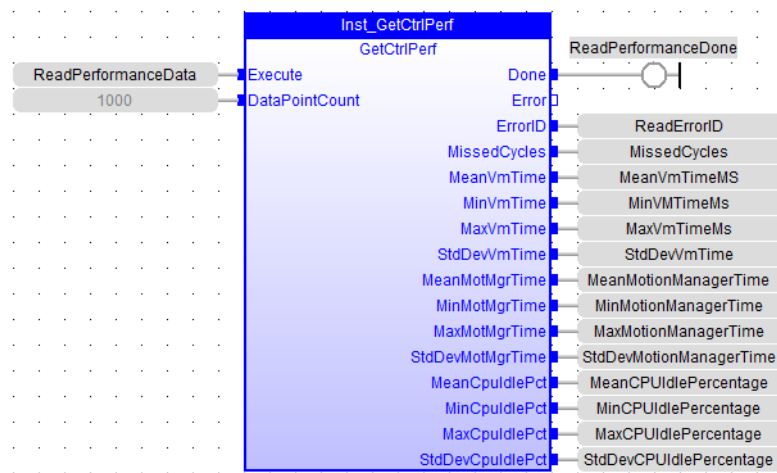 Inst_GetCtrlPerf
GetCtrlPerf
ReadPerformanceDone
ReadPerformanceData Execute Done
1000 DataPointCount Error
ErrorID ReadErrorID
MissedCycles MissedCycles
MeanVmTime MeanVmTimeMS
MinVmTime MinVMTimeMs
MaxVmTime MaxVmTimeMs
StdDevVmTime StdDevVmTime
MeanMotMgrTime MeanMotionManagerTime
MinMotMgrTime MinMotionManagerTime
MaxMotMgrTime MaxMotionManagerTime
StdDevMotMgrTime StdDevMotionManagerTime
MeanCpuIdlePct MeanCPUIdlePercentage
MinCpuIdlePct MinCPUIdlePercentage
MaxCpuIdlePct MaxCPUIdlePercentage
StdDevCpuIdlePct StdDevCPUIdlePercentage